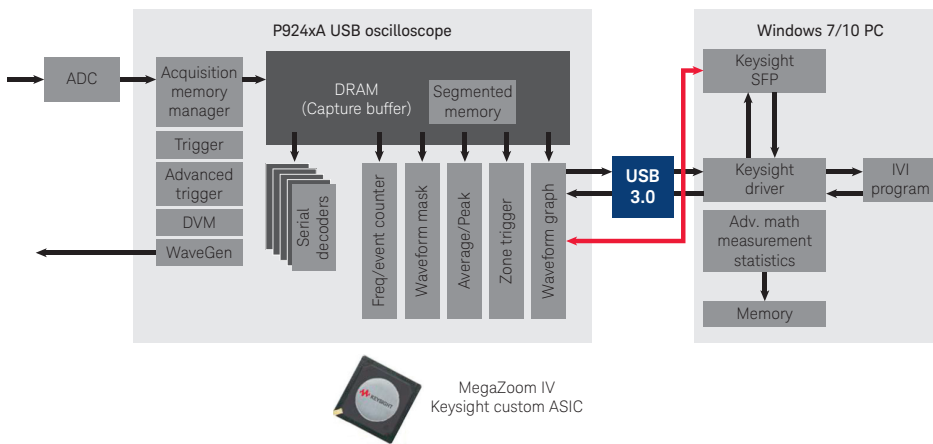 P924xA USB oscilloscope
Windows 7/10 PC
ADC
Acquisition
memory
manager
Trigger
Advanced
trigger
DVM
WaveGen
DRAM
(Capture buffer)
Segmented
memory
Serial
decoders
Freq/event counter
Waveform mask
Average/Peak
Zone trigger
Waveform graph
USB
3.0
Keysight
SFP
Keysight
driver
IVI
program
Adv. math
measurement
statistics
Memory
KEYSIGHT
MegaZoom IV
Keysight custom ASIC